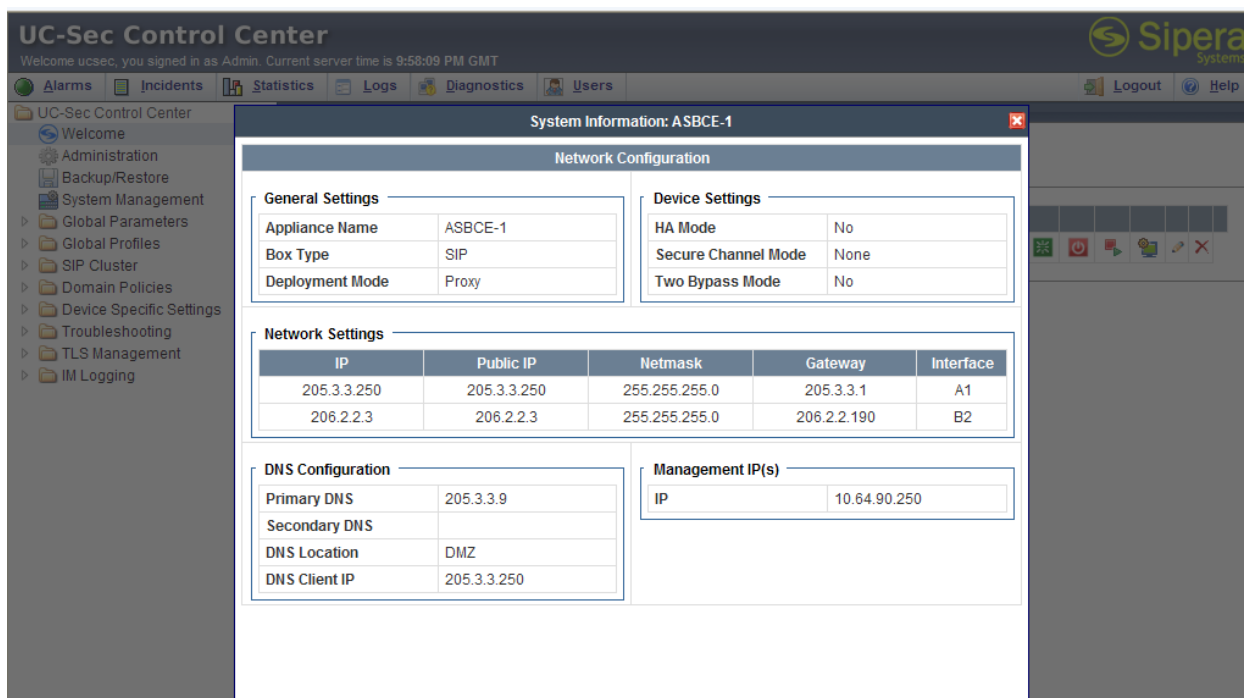 UC-Sec Control Center
Welcome ucsec, you signed in as Admin. Current server time is 9:58:09 PM GMT
Sipera
Systems
Alarms Incidents Statistics Logs Diagnostics Users Logout Help
UC-Sec Control Center
Welcome
Administration
Backup/Restore
System Management
Global Parameters
Global Profiles
SIP Cluster
Domain Policies
Device Specific Settings
Troubleshooting
TLS Management
IM Logging
System Information: ASBCE-1
Network Configuration
General Settings
Appliance Name ASBCE-1
Box Type SIP
Deployment Mode Proxy
Device Settings
HA Mode No
Secure Channel Mode None
Two Bypass Mode No
Network Settings
IP Public IP Netmask Gateway Interface
205.3.3.250 205.3.3.250 255.255.255.0 205.3.3.1 A1
206.2.2.3 206.2.2.3 255.255.255.0 206.2.2.190 B2
DNS Configuration
Primary DNS 205.3.3.9
Secondary DNS
DNS Location DMZ
DNS Client IP 205.3.3.250
Management IP(s)
IP 10.64.90.250